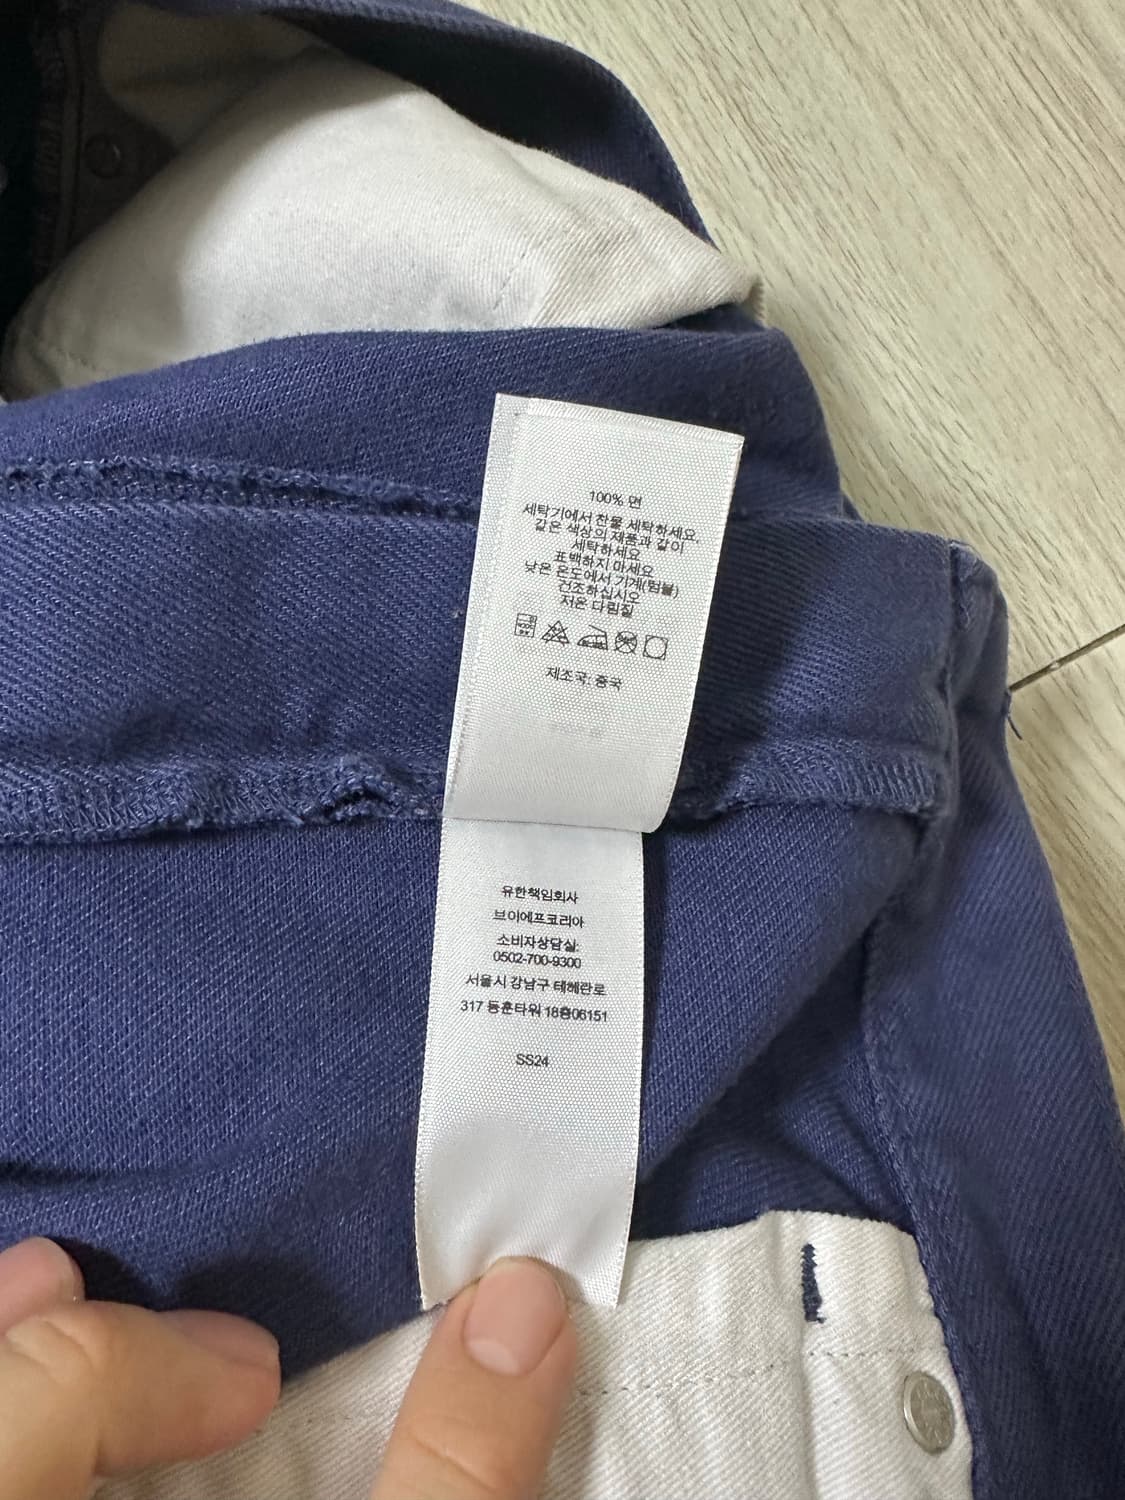 100% 면
세탁기에서 찬물 세탁하세요.
같은 색상의 제품과 같이
세탁하세요
표백하지 마세요
낮은 온도에서 기계(텀블)
건조하십시오
저온 다림질
제조국: 중국
유한책임회사
브이에프코리아
소비자상담실:
0502-700-9300
서울시 강남구 테헤란로
317 동훈타워 18층06151
SS24